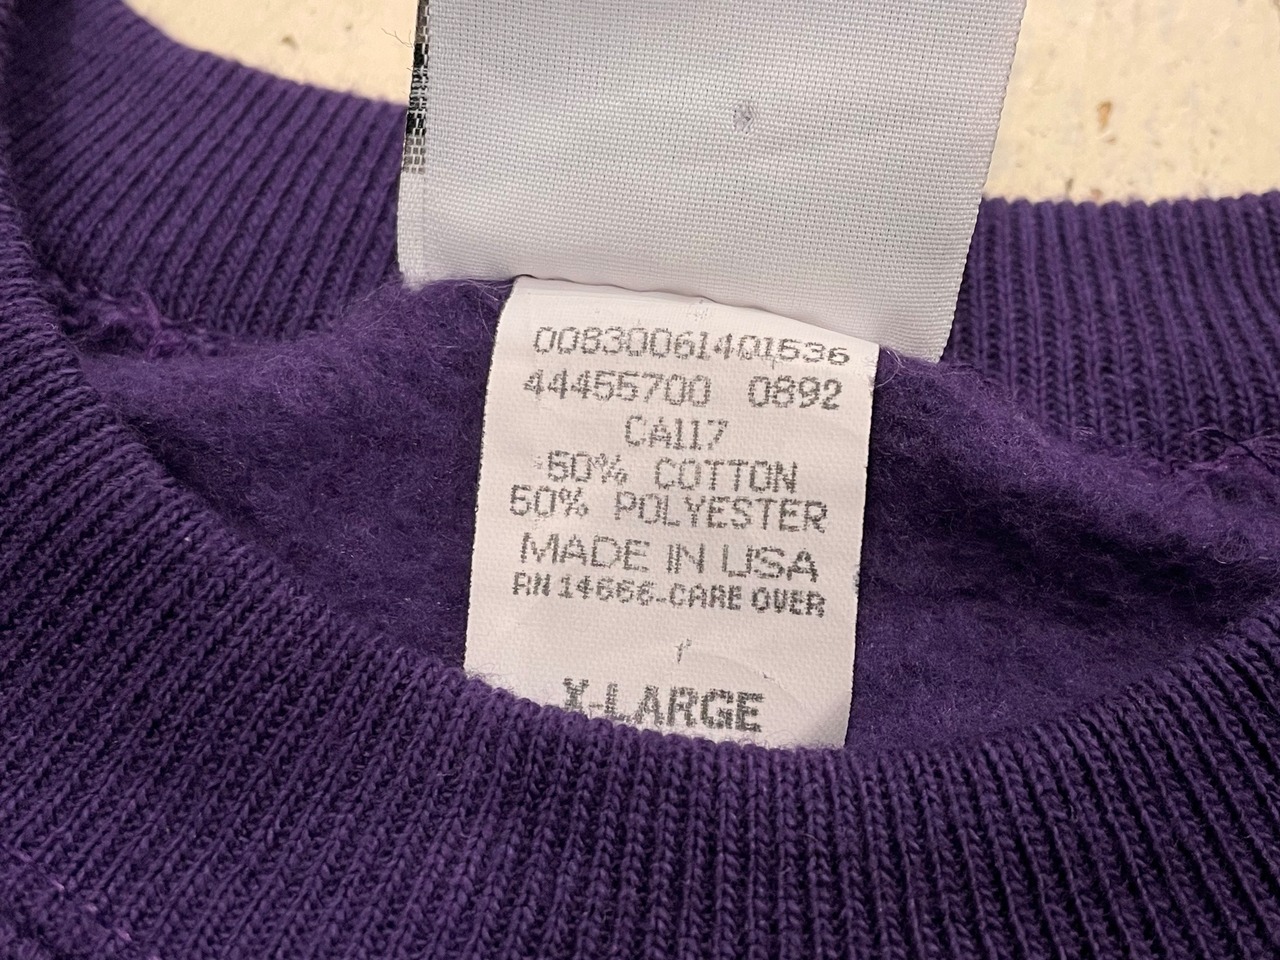 00830061401536
44455700 0892
CA117
50% COTTON
50% POLYESTER
MADE IN USA
RN 14666-CARE OVER
X-LARGE